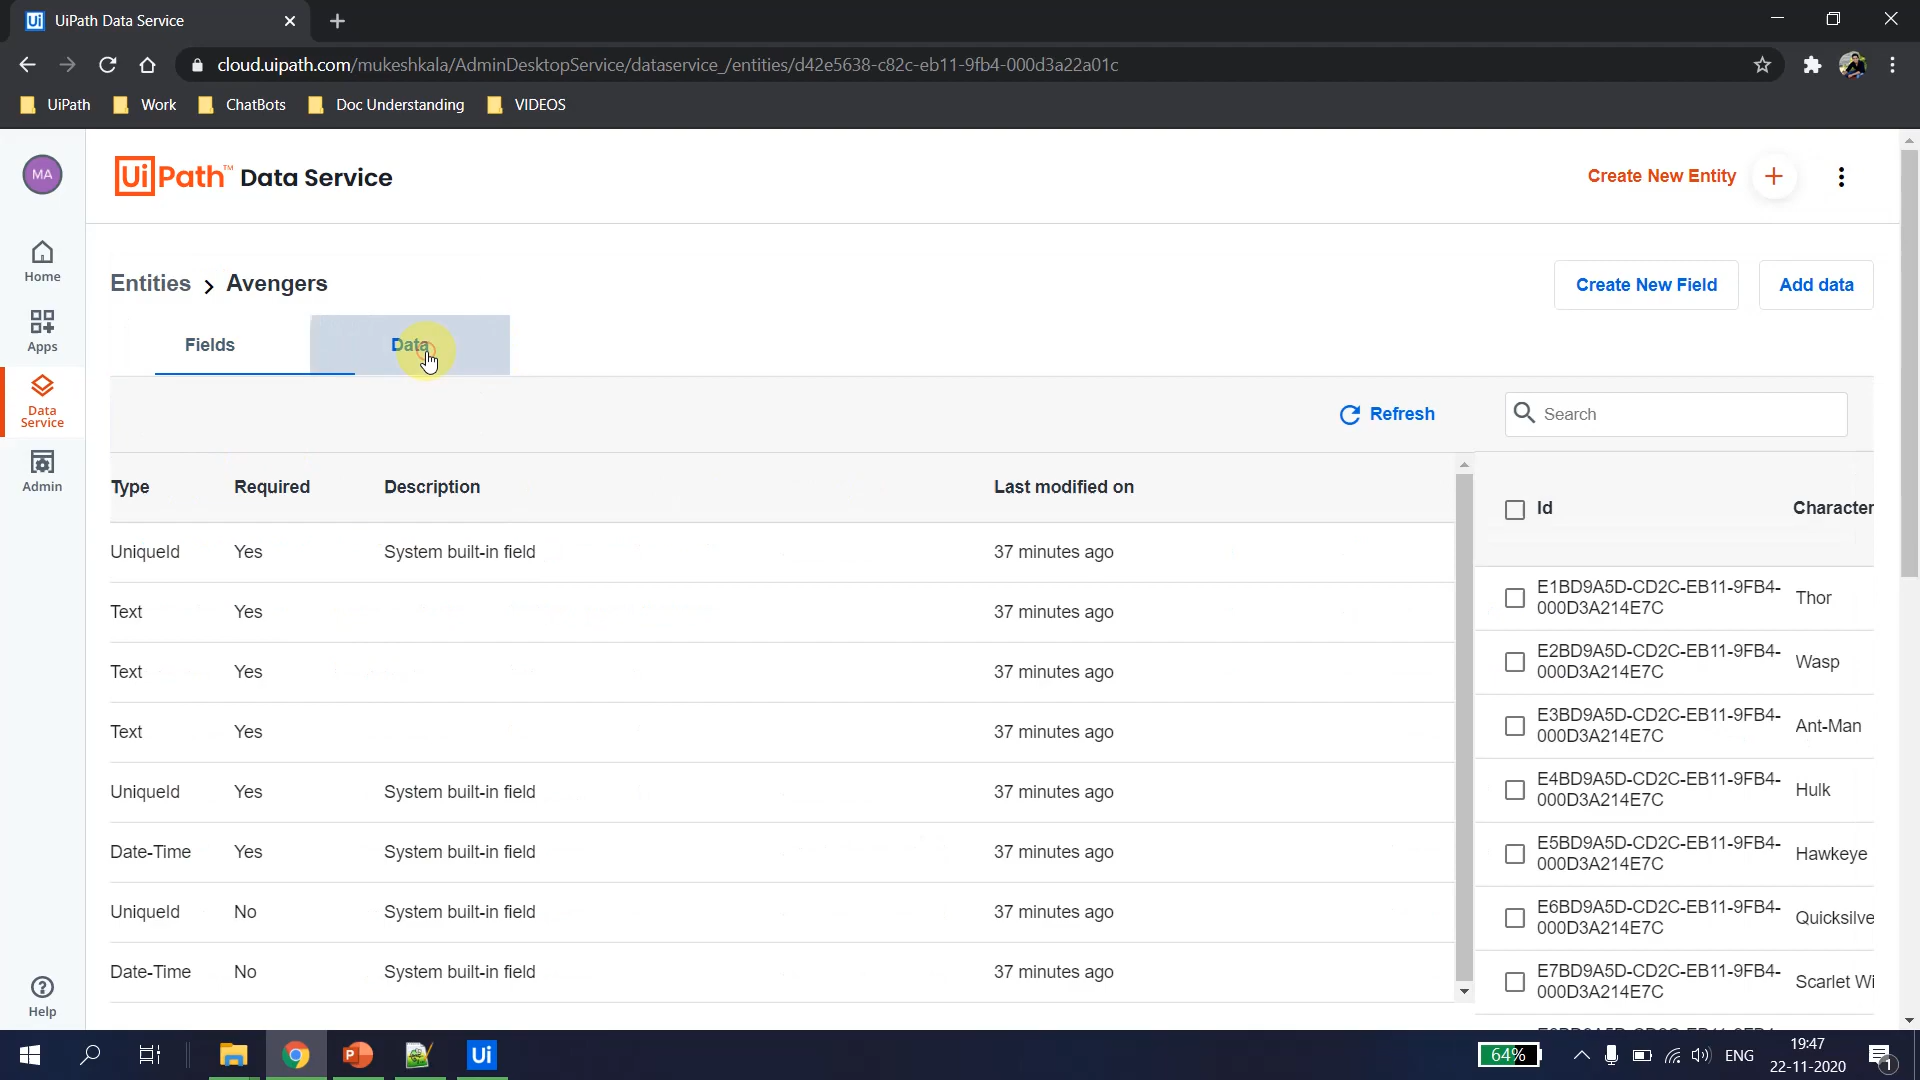 UiPath Data Service
cloud.uipath.com/mukeshkala/AdminDesktopService/dataservice_/entities/d42e5638-c82c-eb11-9fb4-000d3a22a01c
UiPath Work ChatBots Doc Understanding VIDEOS
MA
UiPath™ Data Service
Create New Entity
Home
Apps
Data
Service
Admin
Help
Entities > Avengers
Create New Field Add data
Fields Data
Refresh Search
Type Required Description Last modified on
UniqueId Yes System built-in field 37 minutes ago
Text Yes 37 minutes ago
Text Yes 37 minutes ago
Text Yes 37 minutes ago
UniqueId Yes System built-in field 37 minutes ago
Date-Time Yes System built-in field 37 minutes ago
UniqueId No System built-in field 37 minutes ago
Date-Time No System built-in field 37 minutes ago
Id Character
E1BD9A5D-CD2C-EB11-9FB4-
000D3A214E7C Thor
E2BD9A5D-CD2C-EB11-9FB4-
000D3A214E7C Wasp
E3BD9A5D-CD2C-EB11-9FB4-
000D3A214E7C Ant-Man
E4BD9A5D-CD2C-EB11-9FB4-
000D3A214E7C Hulk
E5BD9A5D-CD2C-EB11-9FB4-
000D3A214E7C Hawkeye
E6BD9A5D-CD2C-EB11-9FB4-
000D3A214E7C Quicksilve
E7BD9A5D-CD2C-EB11-9FB4-
000D3A214E7C Scarlet Wi
Ui
64%
ENG
19:47
22-11-2020
1